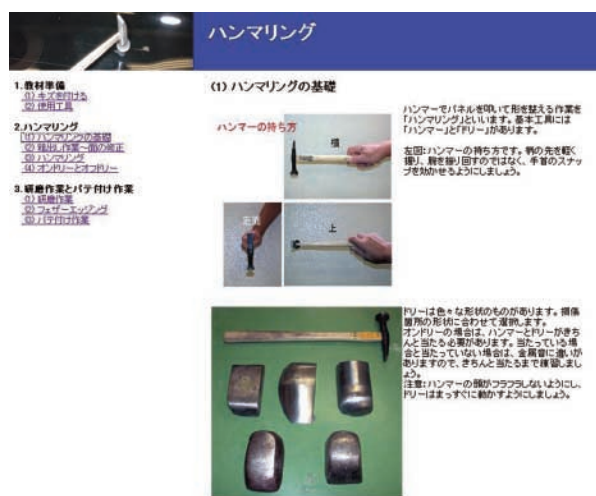 ハンマリング
1.教材準備
(1) キズを付ける
(2) 使用工具
2.ハンマリング
(1) ハンマリングの基礎
(2) 粗出し作業～面の修正
(3) ハンマリング
(4) オンドリーとオフドリー
3.研磨作業とパテ付け作業
(1) 研磨作業
(2) フェザーエッジング
(3) パテ付け作業
(1) ハンマリングの基礎
ハンマーの持ち方
横
正面
上
ハンマーでパネルを叩いて形を整える作業を
「ハンマリング」といいます。基本工具には
「ハンマー」と「ドリー」があります。
左図:ハンマーの持ち方です。柄の先を軽く
握り、腕を振り回すのではなく、手首のスナッ
プを効かせるようにしましょう。
ドリーは色々な形状のものがあります。損傷
箇所の形状に合わせて選択します。
オンドリーの場合は、ハンマーとドリーがきち
んと当たる必要があります。当たっている場
合と当たっていない場合は、金属音に違いが
ありますので、きちんと当たるまで練習しまし
ょう。
注意:ハンマーの頭がフラフラしないようにし、
ドリーはまっすぐに動かすようにしましょう。